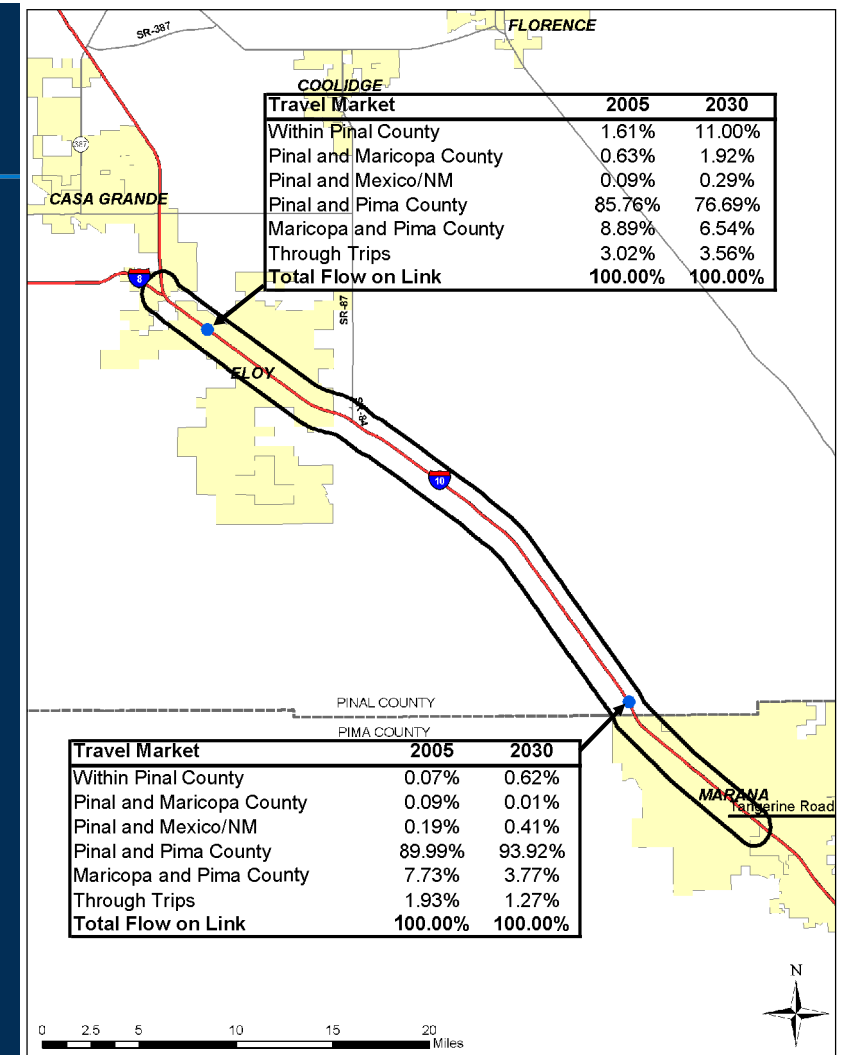 SR-387
FLORENCE
COOLIDGE
Travel Market 2005 2030
Within Pinal County 1.61% 11.00%
Pinal and Maricopa County 0.63% 1.92%
Pinal and Mexico/NM 0.09% 0.29%
Pinal and Pima County 85.76% 76.69%
Maricopa and Pima County 8.89% 6.54%
Through Trips 3.02% 3.56%
Total Flow on Link 100.00% 100.00%
387
CASA GRANDE
8
SR-87
ELOY
SR-84
10
PINAL COUNTY
PIMA COUNTY
Travel Market 2005 2030
Within Pinal County 0.07% 0.62%
Pinal and Maricopa County 0.09% 0.01%
Pinal and Mexico/NM 0.19% 0.41%
Pinal and Pima County 89.99% 93.92%
Maricopa and Pima County 7.73% 3.77%
Through Trips 1.93% 1.27%
Total Flow on Link 100.00% 100.00%
MARANA
Tangerine Road
N
0 2.5 5 10 15 20
Miles